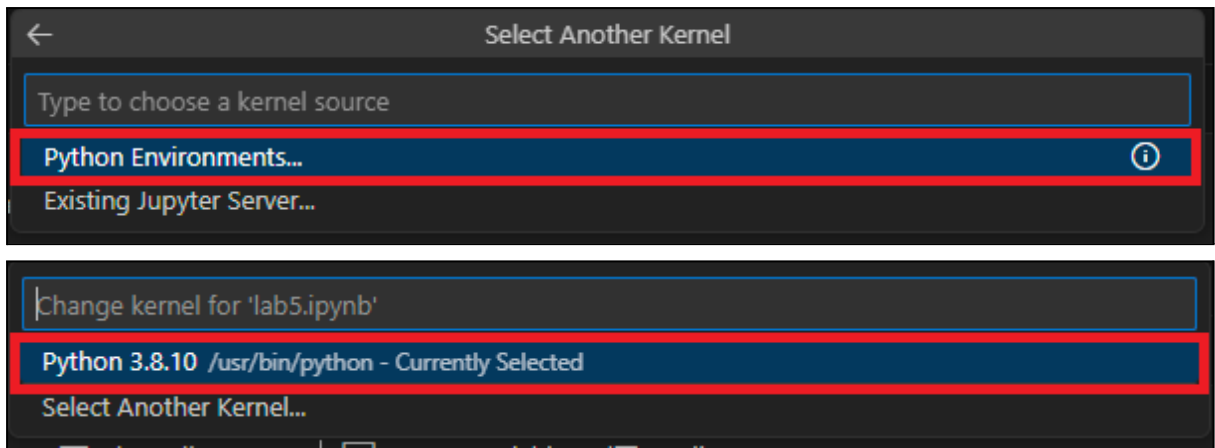 Select Another Kernel
Type to choose a kernel source
Python Environments...
Existing Jupyter Server...
Change kernel for 'lab5.ipynb'
Python 3.8.10 /usr/bin/python - Currently Selected
Select Another Kernel...